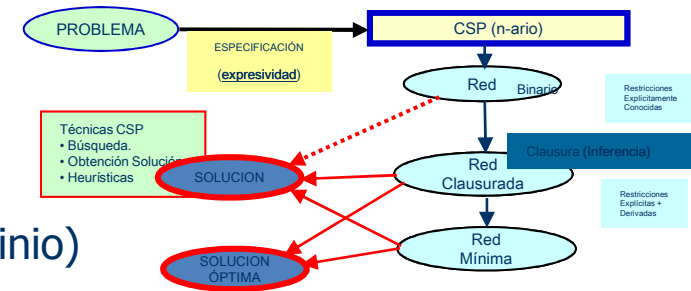 PROBLEMA
CSP (n-ario)
ESPECIFICACIÓN
(expresividad)
Red Binario
Restricciones
Explícitamente
Conocidas
Técnicas CSP
• Búsqueda.
• Obtención Solución
• Heurísticas
Clausura (Inferencia)
SOLUCION
Red
Clausurada
Restricciones
Explícitas +
Derivadas
inio)
Red
Mínima
SOLUCION
ÓPTIMA